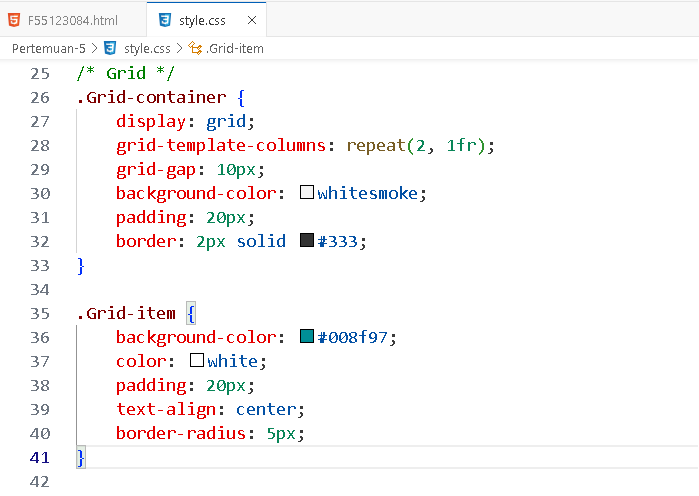 F55123084.html style.css
Pertemuan-5 > style.css > .Grid-item
25 /* Grid */
26 .Grid-container {
27 display: grid;
28 grid-template-columns: repeat(2, 1fr);
29 grid-gap: 10px;
30 background-color: whitesmoke;
31 padding: 20px;
32 border: 2px solid #333;
33 }
34
35 .Grid-item {
36 background-color: #008f97;
37 color: white;
38 padding: 20px;
39 text-align: center;
40 border-radius: 5px;
41 }
42